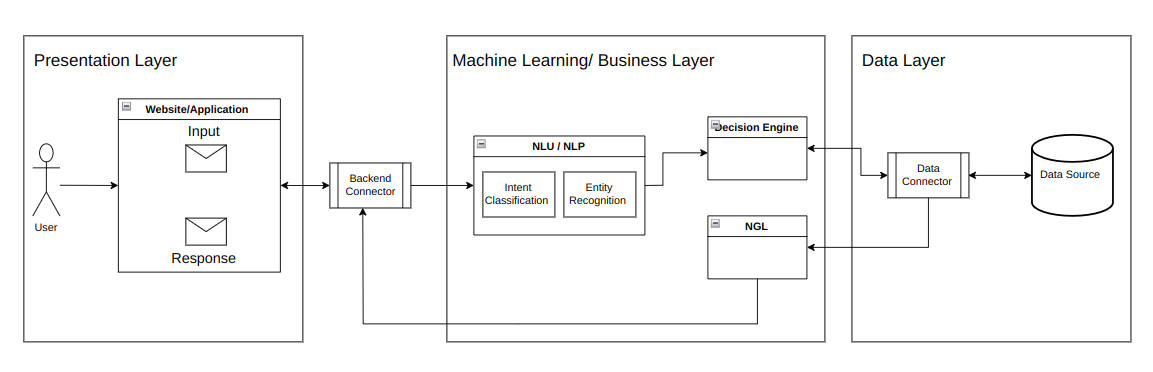 Presentation Layer
Website/Application
Input
Response
User
Backend
Connector
Machine Learning/ Business Layer
NLU / NLP
Intent
Classification
Entity
Recognition
Decision Engine
NGL
Data Layer
Data
Connector
Data Source